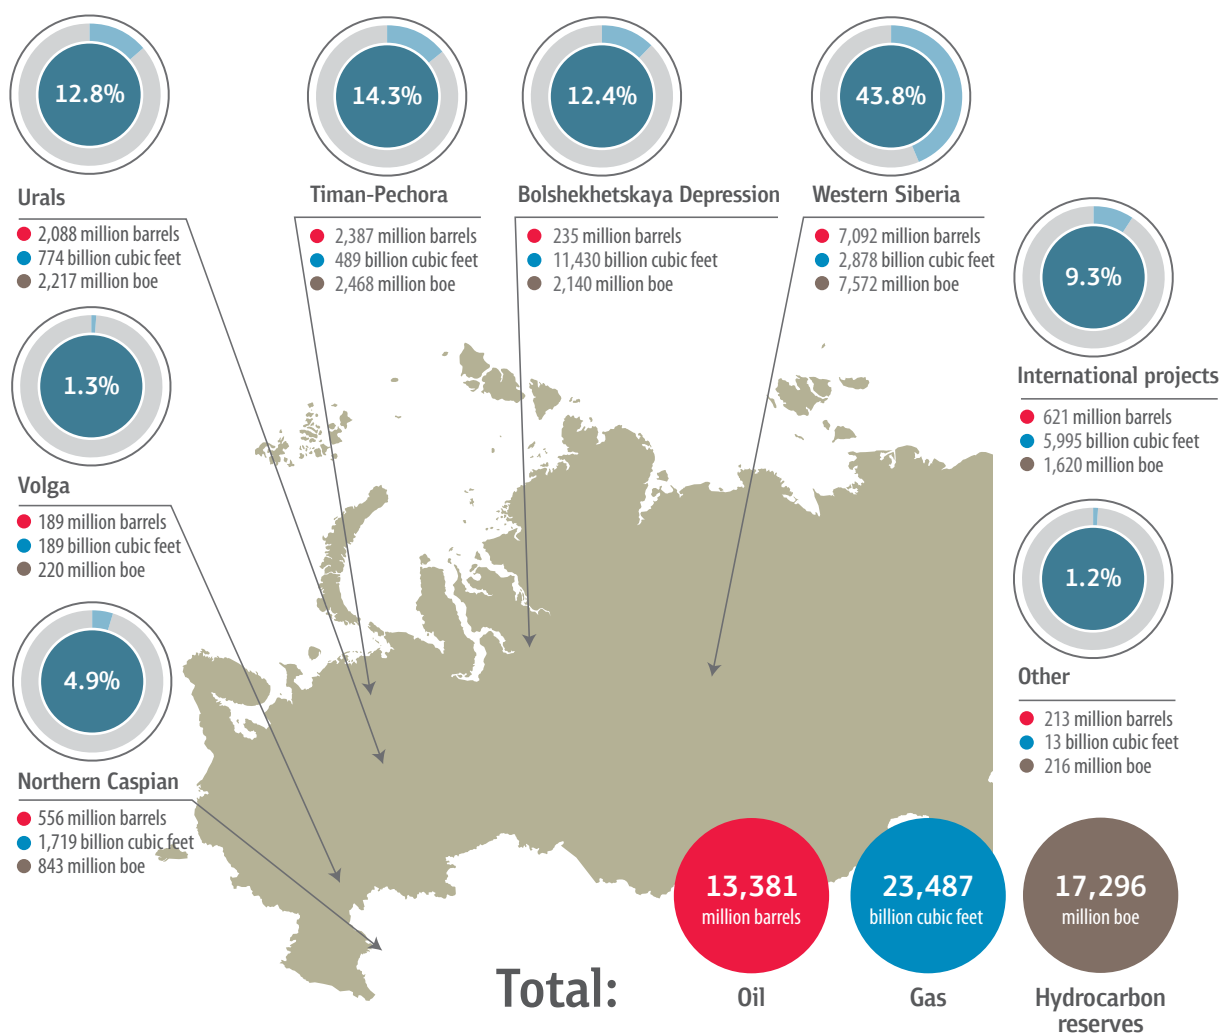 12.8%
Urals
2,088 million barrels
774 billion cubic feet
2,217 million boe
14.3%
Timan-Pechora
2,387 million barrels
489 billion cubic feet
2,468 million boe
12.4%
Bolshekhetskaya Depression
235 million barrels
11,430 billion cubic feet
2,140 million boe
43.8%
Western Siberia
7,092 million barrels
2,878 billion cubic feet
7,572 million boe
9.3%
International projects
621 million barrels
5,995 billion cubic feet
1,620 million boe
1.3%
Volga
189 million barrels
189 billion cubic feet
220 million boe
1.2%
Other
213 million barrels
13 billion cubic feet
216 million boe
4.9%
Northern Caspian
556 million barrels
1,719 billion cubic feet
843 million boe
Total:
13,381
million barrels
Oil
23,487
billion cubic feet
Gas
17,296
million boe
Hydrocarbon
reserves